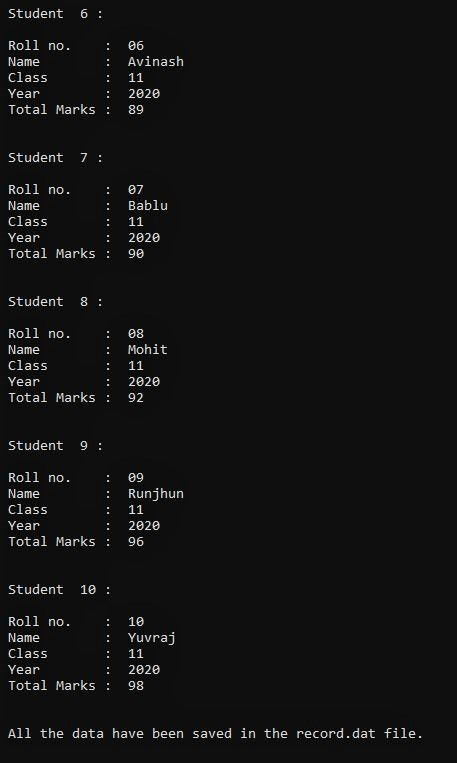 Student  6 :
Roll no.    :  06
Name        :  Avinash
Class       :  11
Year        :  2020
Total Marks :  89
Student  7 :
Roll no.    :  07
Name        :  Bablu
Class       :  11
Year        :  2020
Total Marks :  90
Student  8 :
Roll no.    :  08
Name        :  Mohit
Class       :  11
Year        :  2020
Total Marks :  92
Student  9 :
Roll no.    :  09
Name        :  Runjhun
Class       :  11
Year        :  2020
Total Marks :  96
Student  10 :
Roll no.    :  10
Name        :  Yuvraj
Class       :  11
Year        :  2020
Total Marks :  98
All the data have been saved in the record.dat file.